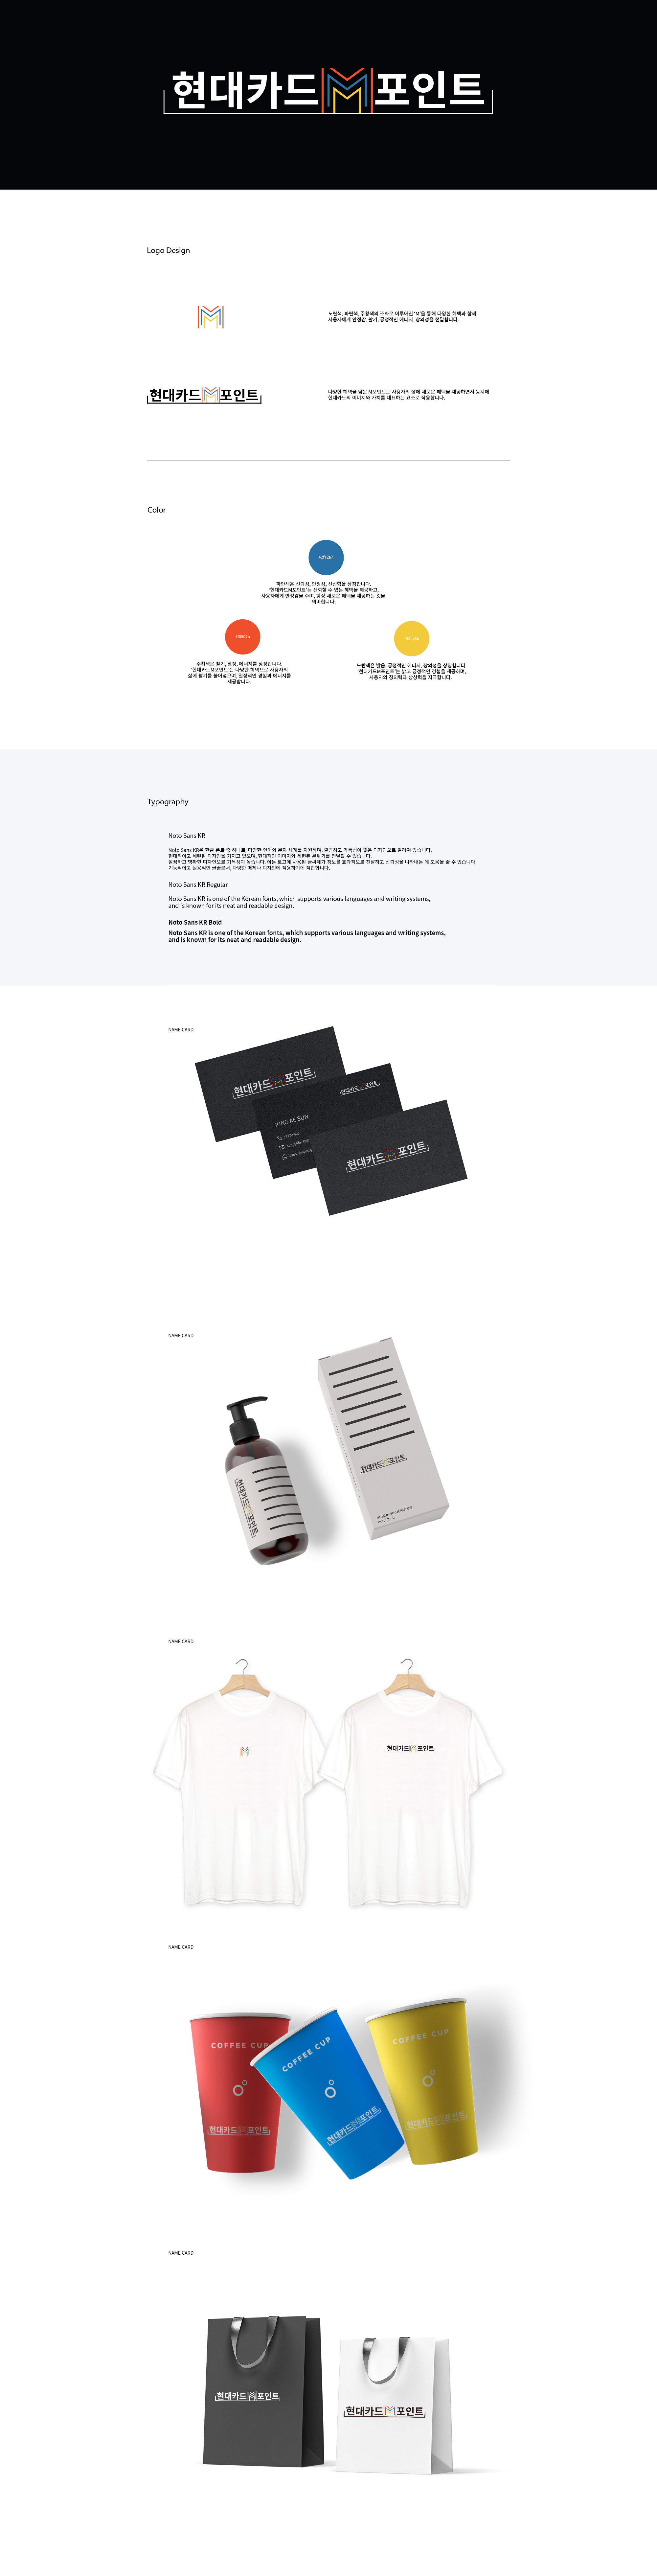 현대카드M포인트
Logo Design
M
노란색, 파란색, 주황색의 조화로 이루어진 'M'을 통해 다양한 혜택과 함께
사용자에게 안정감, 활기, 긍정적인 에너지, 창의성을 전달합니다.
현대카드M포인트
다양한 혜택을 담은 M포인트는 사용자의 삶에 새로운 혜택을 제공하면서 동시에
현대카드의 이미지와 가치를 대표하는 요소로 작용합니다.
Color
파란색은 신뢰성, 안정성, 신선함을 상징합니다.
'현대카드M포인트'는 신뢰할 수 있는 혜택을 제공하고,
사용자에게 안정감을 주며, 항상 새로운 혜택을 제공하는 것을
의미합니다.
주황색은 활기, 열정, 에너지를 상징합니다.
'현대카드M포인트'는 다양한 혜택으로 사용자의
삶에 활기를 불어넣으며, 열정적인 경험과 에너지를
제공합니다.
노란색은 밝음, 긍정적인 에너지, 창의성을 상징합니다.
'현대카드M포인트'는 밝고 긍정적인 경험을 제공하며,
사용자의 창의력과 상상력을 자극합니다.
Typography
Noto Sans KR
Noto Sans KR은 한글 폰트 중 하나로, 다양한 언어와 문자 체계를 지원하며, 깔끔하고 가독성이 좋은 디자인으로 알려져 있습니다.
현대적이고 세련된 디자인을 가지고 있으며, 현대적인 이미지와 세련된 분위기를 전달할 수 있습니다.
깔끔하고 명확한 디자인으로 가독성이 높습니다. 이는 로고에 사용된 글씨체가 정보를 효과적으로 전달하고 신뢰성을 나타내는 데 도움을 줄 수 있습니다.
기능적이고 실용적인 글꼴로서, 다양한 매체나 디자인에 적용하기에 적합합니다.
Noto Sans KR Regular
Noto Sans KR is one of the Korean fonts, which supports various languages and writing systems,
and is known for its neat and readable design.
Noto Sans KR Bold
Noto Sans KR is one of the Korean fonts, which supports various languages and writing systems,
and is known for its neat and readable design.
NAME CARD
현대카드M포인트
현대카드M포인트
JUNG AE SUN
현대카드M포인트
NAME CARD
현대카드M포인트
현대카드M포인트
NAME CARD
M
현대카드M포인트
NAME CARD
COFFEE CUP
현대카드M포인트
COFFEE CUP
현대카드M포인트
COFFEE CUP
현대카드M포인트
NAME CARD
현대카드M포인트
현대카드M포인트